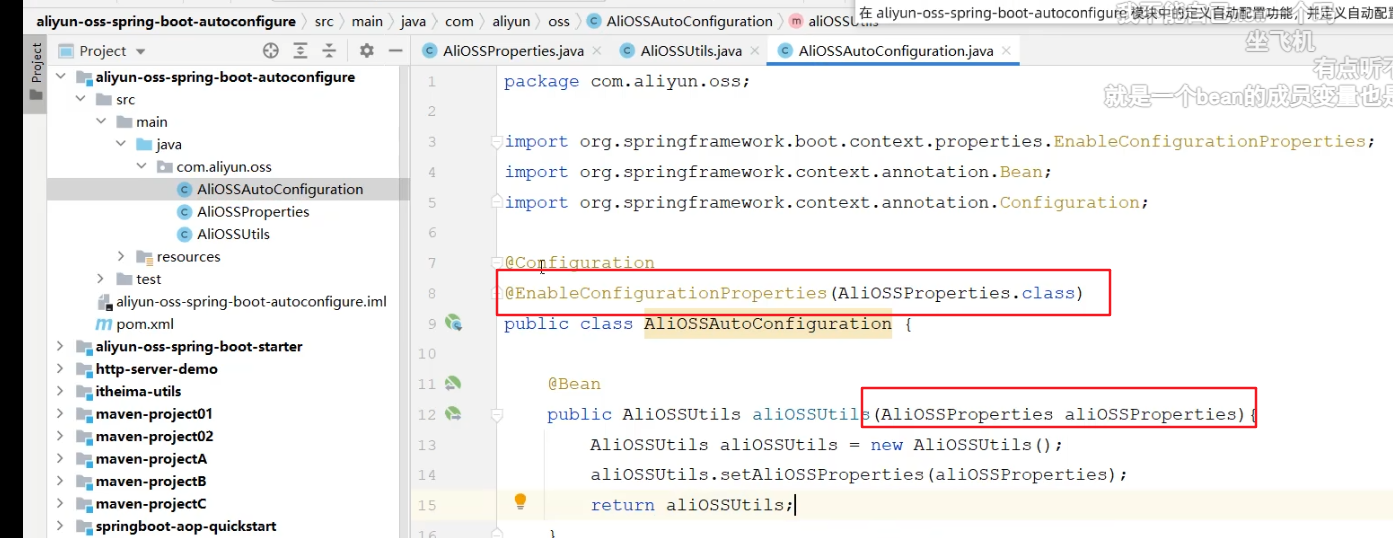 aliyun-oss-spring-boot-autoconfigure src main java com aliyun oss AliOSSAutoConfiguration aliOSSUtils
在 aliyun-oss-spring-boot-autoconfigure 模块中的定义自动配置功能，并定义自动配置
坐飞机
有点听不
就是一个bean的成员变量也是
Project
Project
AliOSSProperties.java
AliOSSUtils.java
AliOSSAutoConfiguration.java
aliyun-oss-spring-boot-autoconfigure
src
main
java
com.aliyun.oss
AliOSSAutoConfiguration
AliOSSProperties
AliOSSUtils
resources
test
aliyun-oss-spring-boot-autoconfigure.iml
pom.xml
aliyun-oss-spring-boot-starter
http-server-demo
itheima-utils
maven-project01
maven-project02
maven-projectA
maven-projectB
maven-projectC
springboot-aop-quickstart
1 package com.aliyun.oss;
2
3 import org.springframework.boot.context.properties.EnableConfigurationProperties;
4 import org.springframework.context.annotation.Bean;
5 import org.springframework.context.annotation.Configuration;
6
7 @Configuration
8 @EnableConfigurationProperties(AliOSSProperties.class)
9 public class AliOSSAutoConfiguration {
10
11 @Bean
12 public AliOSSUtils aliOSSUtils(AliOSSProperties aliOSSProperties){
13 AliOSSUtils aliOSSUtils = new AliOSSUtils();
14 aliOSSUtils.setAliOSSProperties(aliOSSProperties);
15 return aliOSSUtils;
16 }